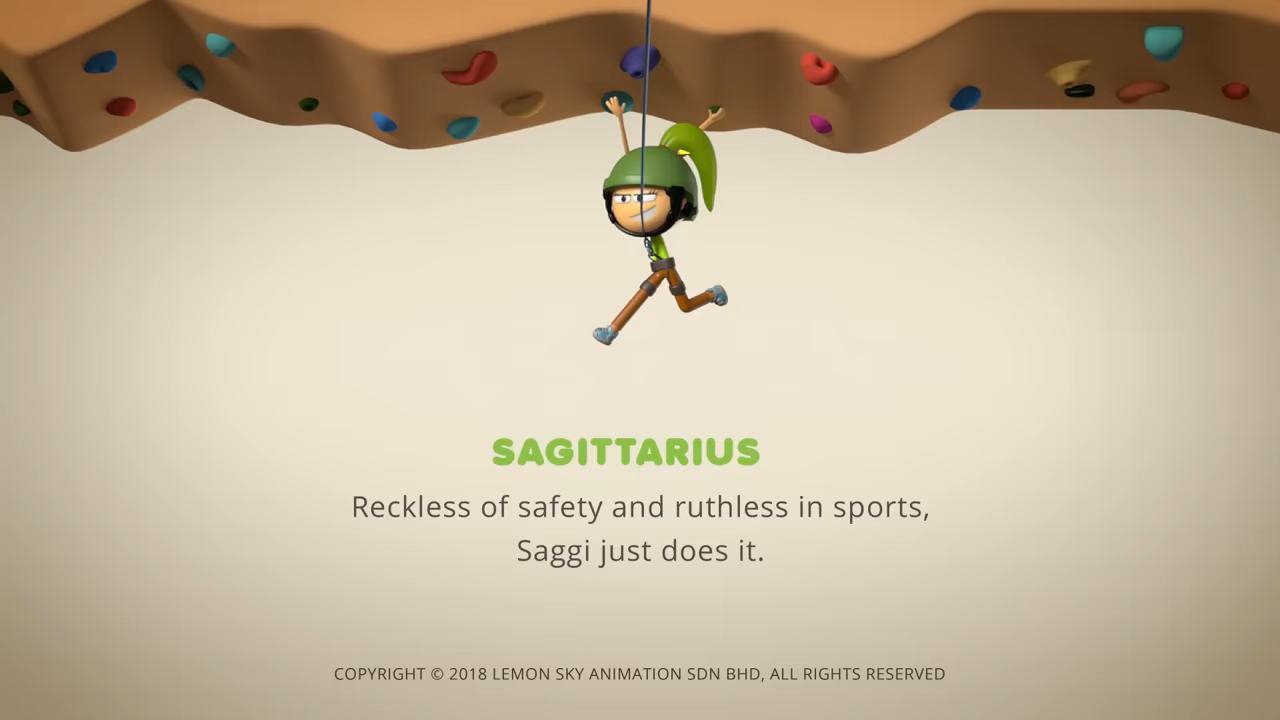 SAGITTARIUS
Reckless of safety and ruthless in sports,
Saggi just does it.
COPYRIGHT © 2018 LEMON SKY ANIMATION SDN BHD, ALL RIGHTS RESERVED